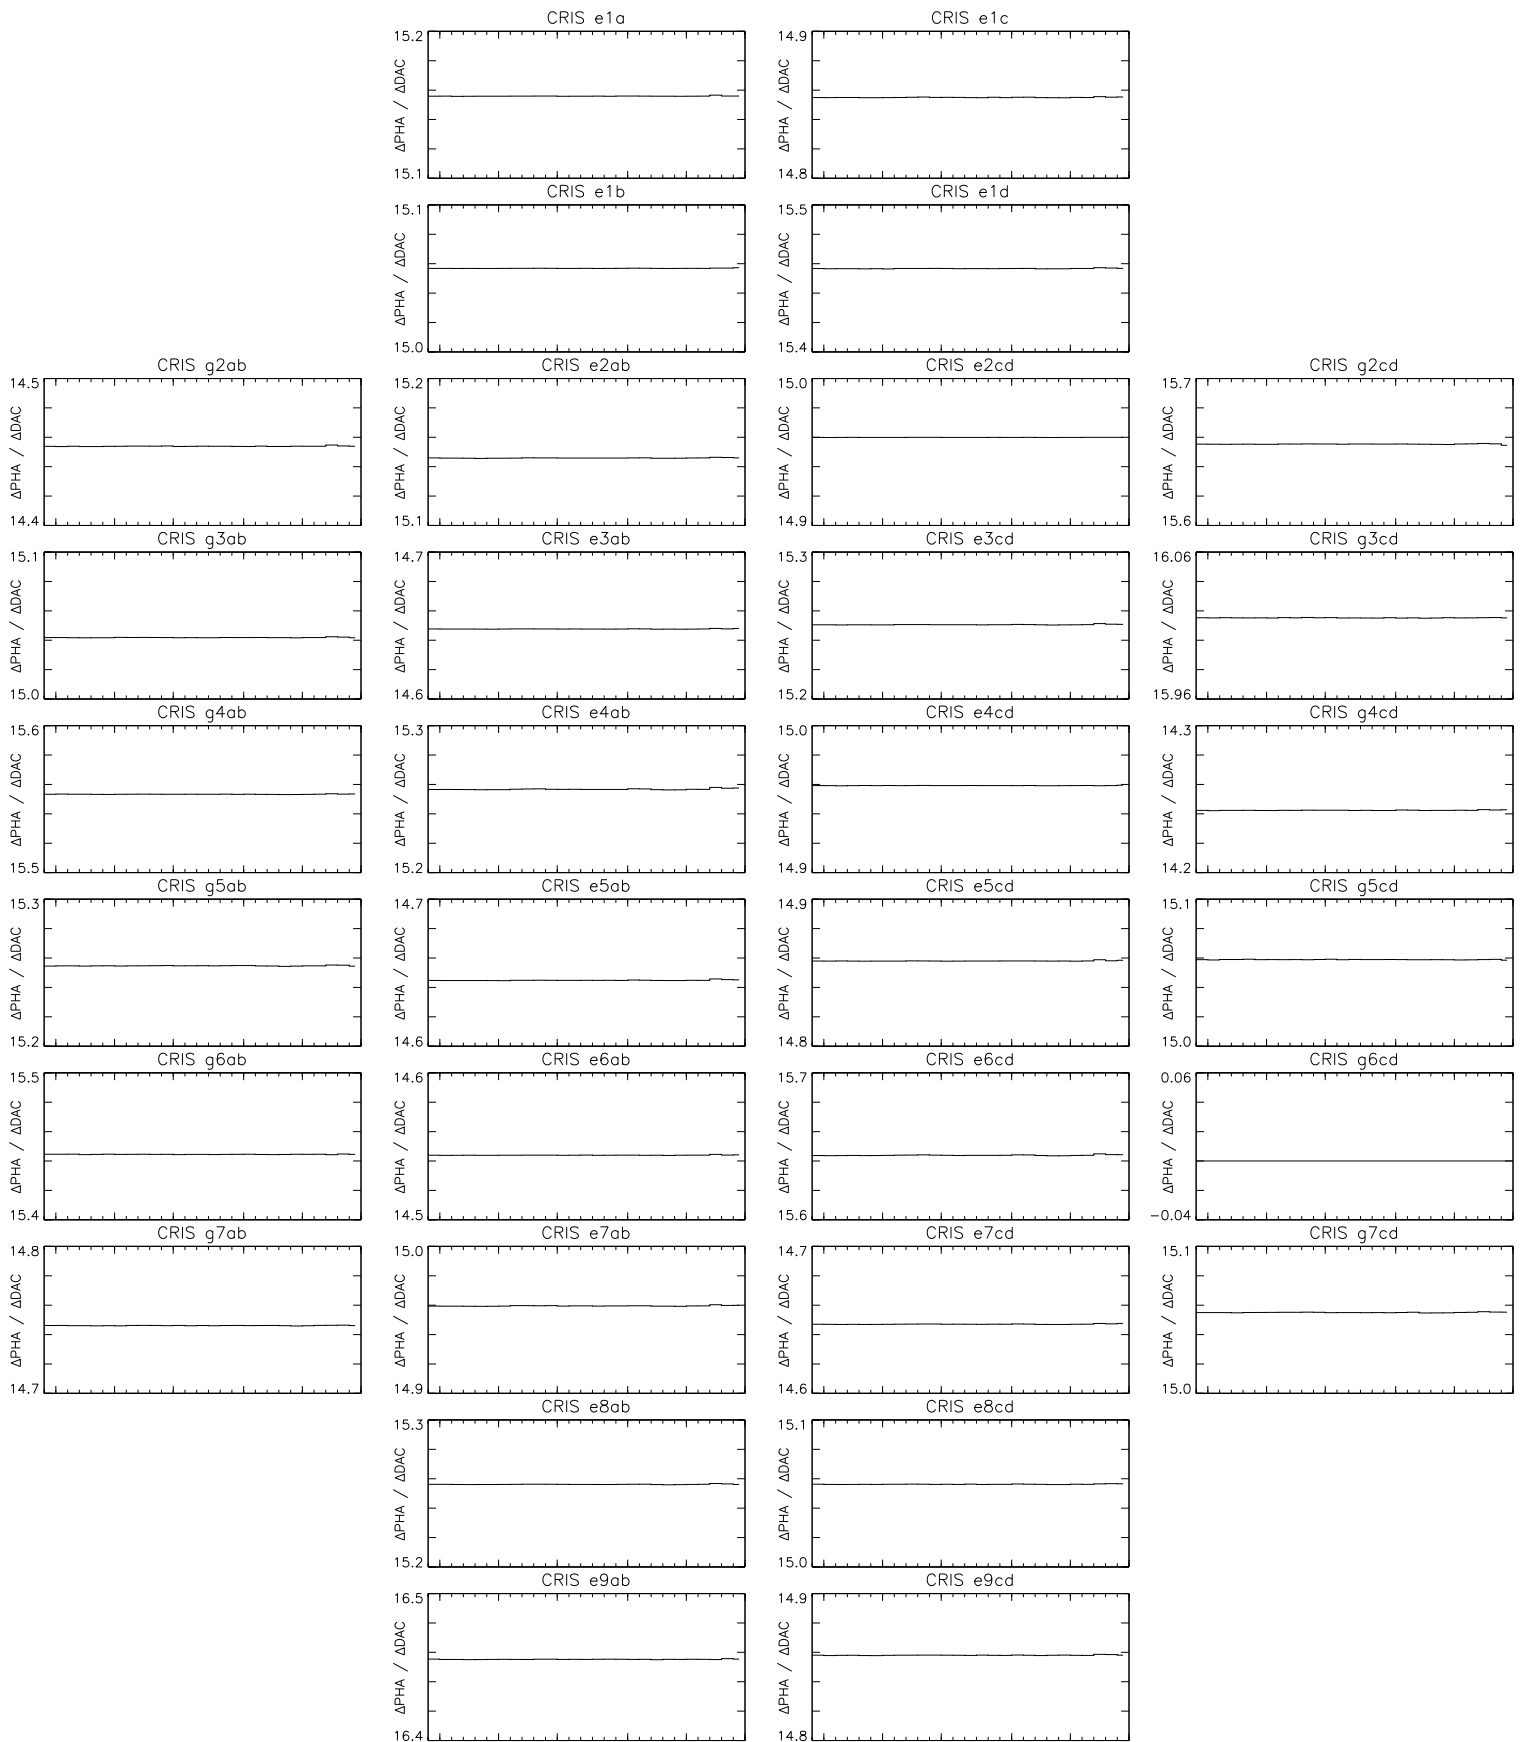 CRIS e1a
15.2
ΔPHA / ΔDAC
15.1
CRIS e1c
14.9
ΔPHA / ΔDAC
14.8
CRIS e1b
15.1
ΔPHA / ΔDAC
15.0
CRIS e1d
15.5
ΔPHA / ΔDAC
15.4
CRIS g2ab
14.5
ΔPHA / ΔDAC
14.4
CRIS e2ab
15.2
ΔPHA / ΔDAC
15.1
CRIS e2cd
15.0
ΔPHA / ΔDAC
14.9
CRIS g2cd
15.7
ΔPHA / ΔDAC
15.6
CRIS g3ab
15.1
ΔPHA / ΔDAC
15.0
CRIS e3ab
14.7
ΔPHA / ΔDAC
14.6
CRIS e3cd
15.3
ΔPHA / ΔDAC
15.2
CRIS g3cd
16.06
ΔPHA / ΔDAC
15.96
CRIS g4ab
15.6
ΔPHA / ΔDAC
15.5
CRIS e4ab
15.3
ΔPHA / ΔDAC
15.2
CRIS e4cd
15.0
ΔPHA / ΔDAC
14.9
CRIS g4cd
14.3
ΔPHA / ΔDAC
14.2
CRIS g5ab
15.3
ΔPHA / ΔDAC
15.2
CRIS e5ab
14.7
ΔPHA / ΔDAC
14.6
CRIS e5cd
14.9
ΔPHA / ΔDAC
14.8
CRIS g5cd
15.1
ΔPHA / ΔDAC
15.0
CRIS g6ab
15.5
ΔPHA / ΔDAC
15.4
CRIS e6ab
14.6
ΔPHA / ΔDAC
14.5
CRIS e6cd
15.7
ΔPHA / ΔDAC
15.6
CRIS g6cd
0.06
ΔPHA / ΔDAC
−0.04
CRIS g7ab
14.8
ΔPHA / ΔDAC
14.7
CRIS e7ab
15.0
ΔPHA / ΔDAC
14.9
CRIS e7cd
14.7
ΔPHA / ΔDAC
14.6
CRIS g7cd
15.1
ΔPHA / ΔDAC
15.0
CRIS e8ab
15.3
ΔPHA / ΔDAC
15.2
CRIS e8cd
15.1
ΔPHA / ΔDAC
15.0
CRIS e9ab
16.5
ΔPHA / ΔDAC
16.4
CRIS e9cd
14.9
ΔPHA / ΔDAC
14.8